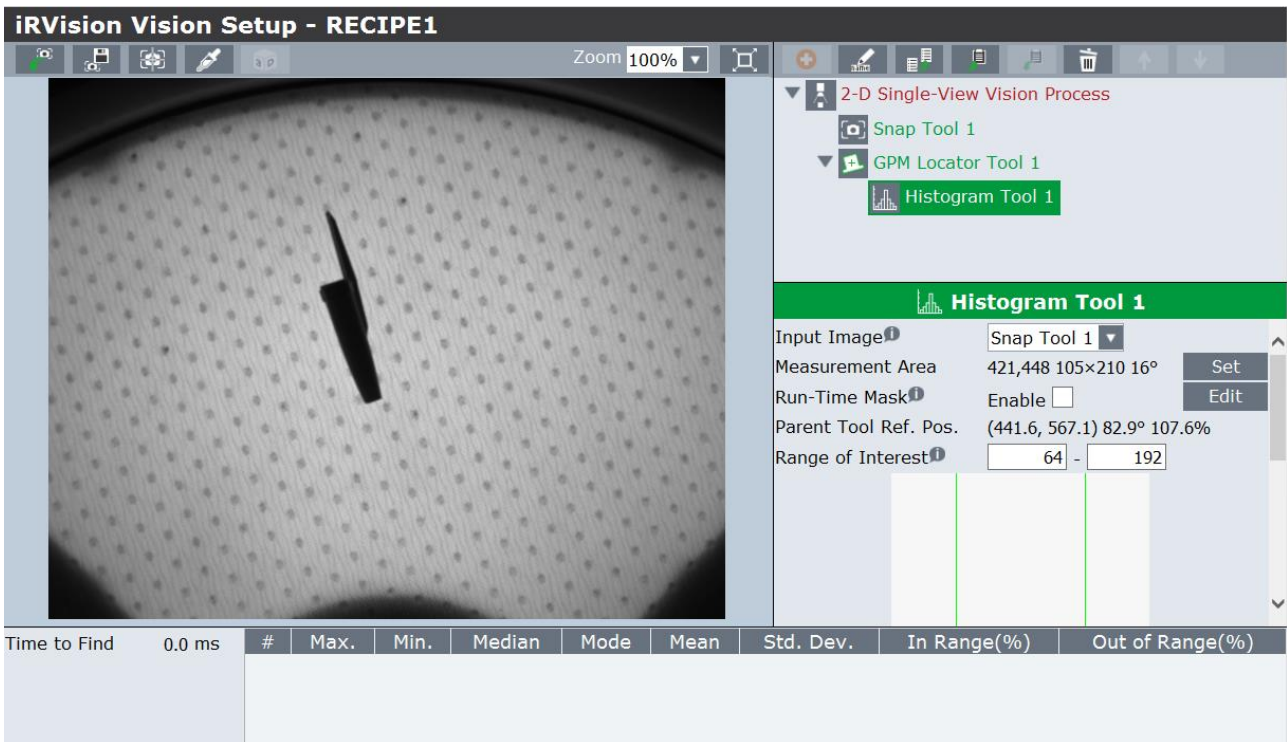 iRVision Vision Setup - RECIPE1
Zoom 100%
2-D Single-View Vision Process
Snap Tool 1
GPM Locator Tool 1
Histogram Tool 1
Histogram Tool 1
Input Image Snap Tool 1
Measurement Area 421,448 105×210 16° Set
Run-Time Mask Enable Edit
Parent Tool Ref. Pos. (441.6, 567.1) 82.9° 107.6%
Range of Interest 64 - 192
Time to Find 0.0 ms # Max. Min. Median Mode Mean Std. Dev. In Range(%) Out of Range(%)